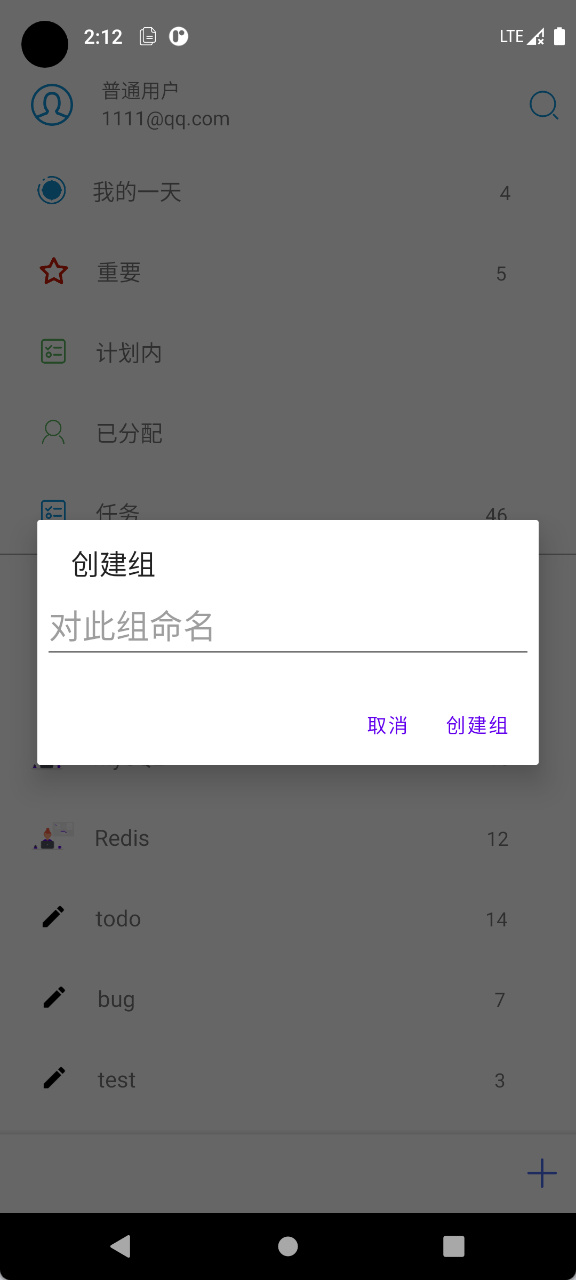 2:12 LTE
普通用户
1111@qq.com
我的一天 4
重要 5
计划内
已分配
任务 46
创建组
对此组命名
取消 创建组
Redis 12
todo 14
bug 7
test 3